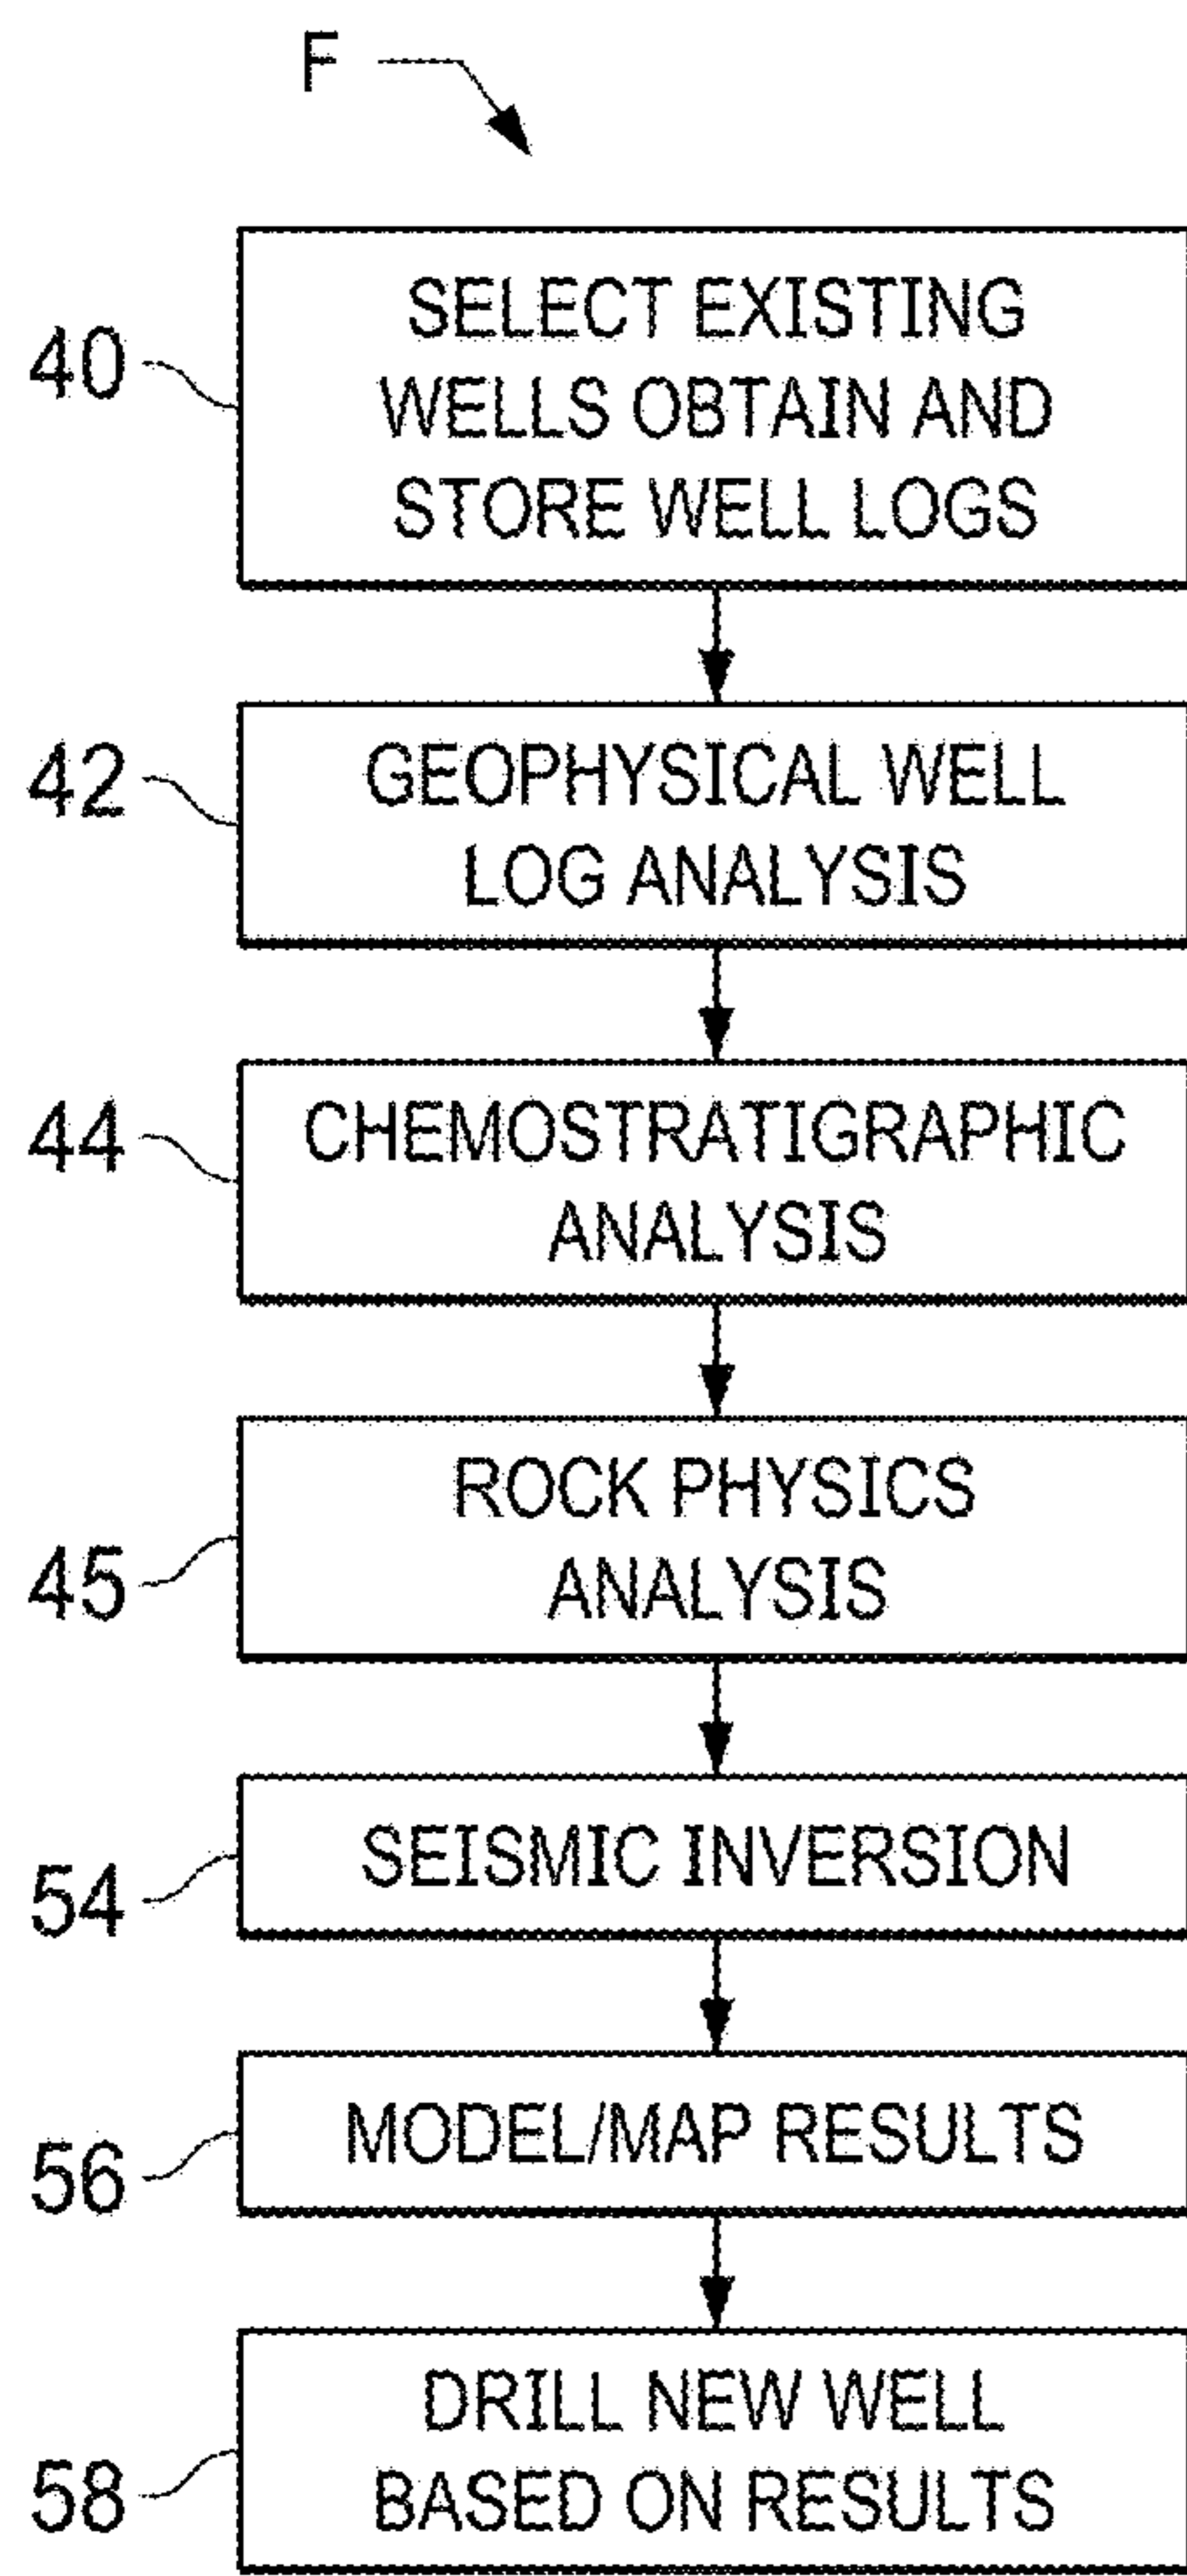 F
40
SELECT EXISTING
WELLS OBTAIN AND
STORE WELL LOGS
42
GEOPHYSICAL WELL
LOG ANALYSIS
44
CHEMOSTRATIGRAPHIC
ANALYSIS
45
ROCK PHYSICS
ANALYSIS
54
SEISMIC INVERSION
56
MODEL/MAP RESULTS
58
DRILL NEW WELL
BASED ON RESULTS